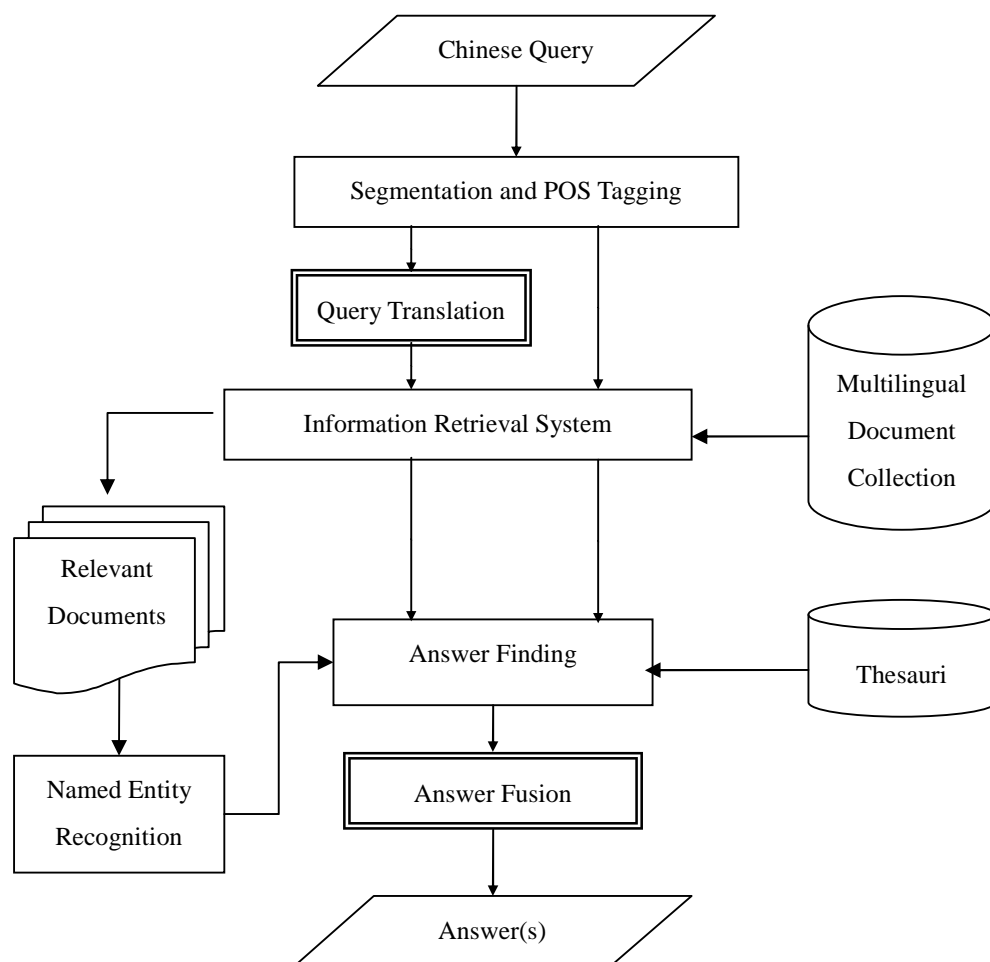 Chinese Query
Segmentation and POS Tagging
Query Translation
Multilingual
Document
Collection
Information Retrieval System
Relevant
Documents
Answer Finding
Thesauri
Named Entity
Recognition
Answer Fusion
Answer(s)